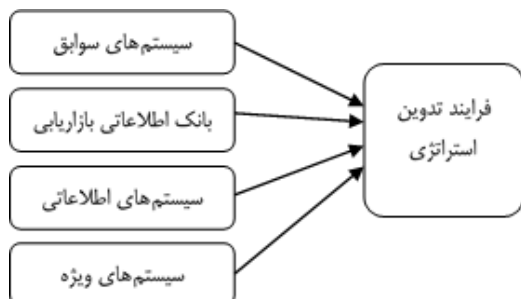 سیستم‌های سوابق
بانک اطلاعاتی بازاریابی
سیستم‌های اطلاعاتی
سیستم‌های ویژه
فرایند تدوین
استراتژی